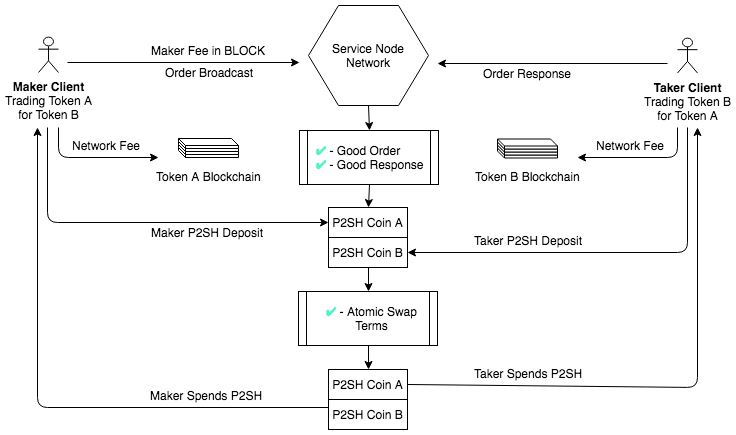 Maker Fee in BLOCK
Order Broadcast
Service Node
Network
Order Response
Maker Client
Trading Token A
for Token B
Taker Client
Trading Token B
for Token A
Network Fee
Token A Blockchain
✔ - Good Order
✔ - Good Response
Network Fee
Token B Blockchain
Maker P2SH Deposit
P2SH Coin A
P2SH Coin B
Taker P2SH Deposit
✔ - Atomic Swap
Terms
Maker Spends P2SH
P2SH Coin A
P2SH Coin B
Taker Spends P2SH